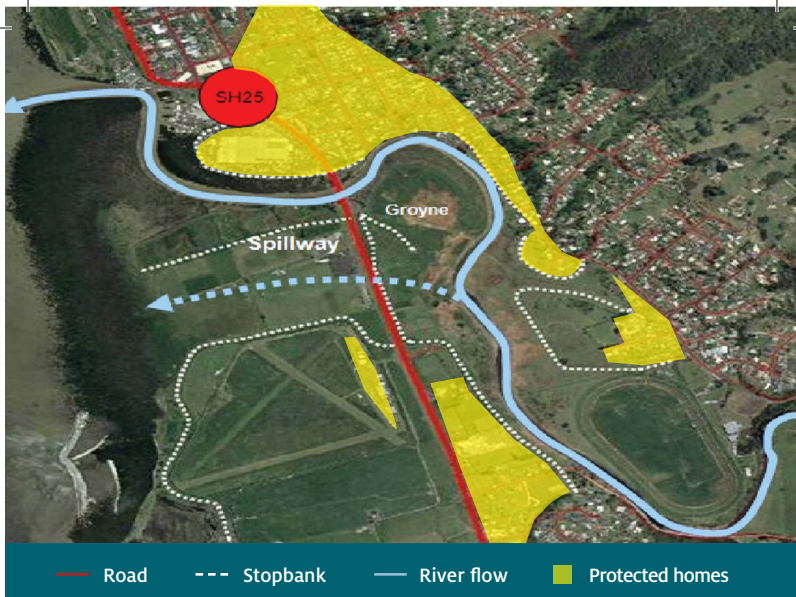 SH25
Groyne
Spillway
Road
Stopbank
River flow
Protected homes